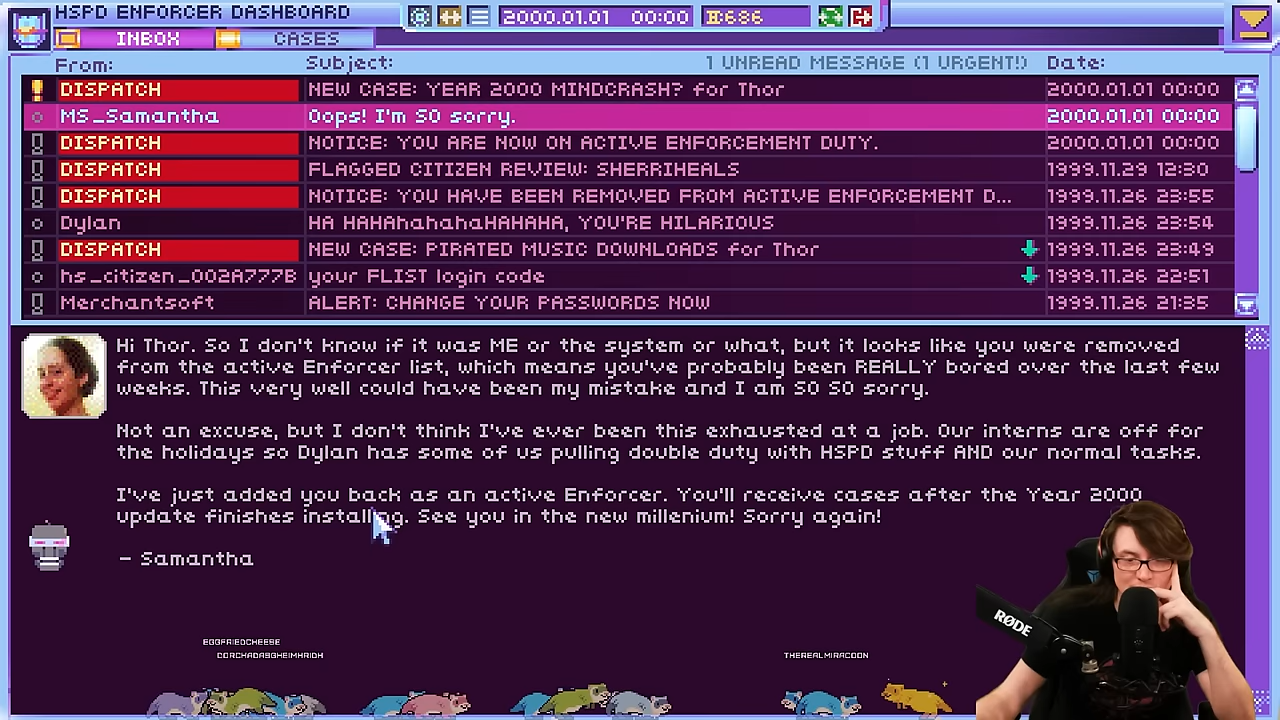 HSPD ENFORCER DASHBOARD
2000.01.01 00:00
686
INBOX
CASES
From:
Subject:
1 UNREAD MESSAGE (1 URGENT!)
Date:
DISPATCH NEW CASE: YEAR 2000 MINDCRASH? for Thor 2000.01.01 00:00
MS_Samantha Oops! I'm SO sorry. 2000.01.01 00:00
DISPATCH NOTICE: YOU ARE NOW ON ACTIVE ENFORCEMENT DUTY. 2000.01.01 00:00
DISPATCH FLAGGED CITIZEN REVIEW: SHERRIHEALS 1999.11.29 12:30
DISPATCH NOTICE: YOU HAVE BEEN REMOVED FROM ACTIVE ENFORCEMENT D... 1999.11.26 23:55
Dylan HA HAHAhahahaHAHAHA, YOU'RE HILARIOUS 1999.11.26 23:54
DISPATCH NEW CASE: PIRATED MUSIC DOWNLOADS for Thor 1999.11.26 23:49
hs_citizen_002A777B your FLIST login code 1999.11.26 22:51
Merchantsoft ALERT: CHANGE YOUR PASSWORDS NOW 1999.11.26 21:35
Hi Thor. So I don't know if it was ME or the system or what, but it looks like you were removed
from the active Enforcer list, which means you've probably been REALLY bored over the last few
weeks. This very well could have been my mistake and I am SO SO sorry.
Not an excuse, but I don't think I've ever been this exhausted at a job. Our interns are off for
the holidays so Dylan has some of us pulling double duty with HSPD stuff AND our normal tasks.
I've just added you back as an active Enforcer. You'll receive cases after the Year 2000
update finishes installing. See you in the new millenium! Sorry again!
- Samantha
RØDE
EGGFRIEDCHEESE
DORCHADASGHEIMHRIDH
THEREALMIRACOON